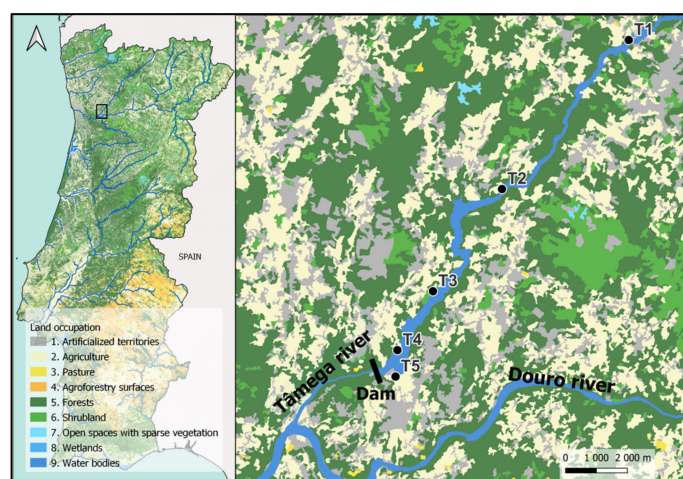 SPAIN
Land occupation
1. Artificialized territories
2. Agriculture
3. Pasture
4. Agroforestry surfaces
5. Forests
6. Shrubland
7. Open spaces with sparse vegetation
8. Wetlands
9. Water bodies
T1
T2
T3
T4
T5
Tâmega river
Dam
Douro river
0 1 000 2 000 m